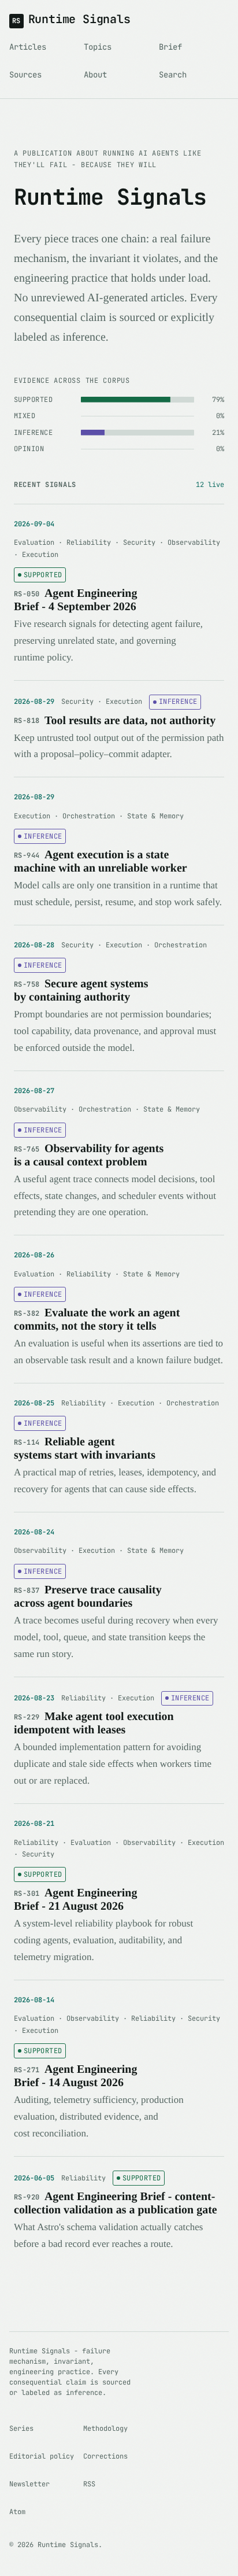 RS Runtime Signals
Articles Topics Brief
Sources About Search
A PUBLICATION ABOUT RUNNING AI AGENTS LIKE
THEY'LL FAIL - BECAUSE THEY WILL
Runtime Signals
Every piece traces one chain: a real failure
mechanism, the invariant it violates, and the
engineering practice that holds under load.
No unreviewed AI-generated articles. Every
consequential claim is sourced or explicitly
labeled as inference.
EVIDENCE ACROSS THE CORPUS
SUPPORTED 79%
MIXED 0%
INFERENCE 21%
OPINION 0%
RECENT SIGNALS 12 live
2026-09-04
Evaluation · Reliability · Security · Observability
· Execution
SUPPORTED
RS-050 Agent Engineering
Brief - 4 September 2026
Five research signals for detecting agent failure,
preserving unrelated state, and governing
runtime policy.
2026-08-29 Security · Execution INFERENCE
RS-818 Tool results are data, not authority
Keep untrusted tool output out of the permission path
with a proposal–policy–commit adapter.
2026-08-29
Execution · Orchestration · State & Memory
INFERENCE
RS-944 Agent execution is a state
machine with an unreliable worker
Model calls are only one transition in a runtime that
must schedule, persist, resume, and stop work safely.
2026-08-28 Security · Execution · Orchestration
INFERENCE
RS-758 Secure agent systems
by containing authority
Prompt boundaries are not permission boundaries;
tool capability, data provenance, and approval must
be enforced outside the model.
2026-08-27
Observability · Orchestration · State & Memory
INFERENCE
RS-765 Observability for agents
is a causal context problem
A useful agent trace connects model decisions, tool
effects, state changes, and scheduler events without
pretending they are one operation.
2026-08-26
Evaluation · Reliability · State & Memory
INFERENCE
RS-382 Evaluate the work an agent
commits, not the story it tells
An evaluation is useful when its assertions are tied to
an observable task result and a known failure budget.
2026-08-25 Reliability · Execution · Orchestration
INFERENCE
RS-114 Reliable agent
systems start with invariants
A practical map of retries, leases, idempotency, and
recovery for agents that can cause side effects.
2026-08-24
Observability · Execution · State & Memory
INFERENCE
RS-837 Preserve trace causality
across agent boundaries
A trace becomes useful during recovery when every
model, tool, queue, and state transition keeps the
same run story.
2026-08-23 Reliability · Execution INFERENCE
RS-229 Make agent tool execution
idempotent with leases
A bounded implementation pattern for avoiding
duplicate and stale side effects when workers time
out or are replaced.
2026-08-21
Reliability · Evaluation · Observability · Execution
· Security
SUPPORTED
RS-301 Agent Engineering
Brief - 21 August 2026
A system-level reliability playbook for robust
coding agents, evaluation, auditability, and
telemetry migration.
2026-08-14
Evaluation · Observability · Reliability · Security
· Execution
SUPPORTED
RS-271 Agent Engineering
Brief - 14 August 2026
Auditing, telemetry sufficiency, production
evaluation, distributed evidence, and
cost reconciliation.
2026-06-05 Reliability SUPPORTED
RS-920 Agent Engineering Brief - content-
collection validation as a publication gate
What Astro's schema validation actually catches
before a bad record ever reaches a route.
Runtime Signals - failure
mechanism, invariant,
engineering practice. Every
consequential claim is sourced
or labeled as inference.
Series Methodology
Editorial policy Corrections
Newsletter RSS
Atom
© 2026 Runtime Signals.